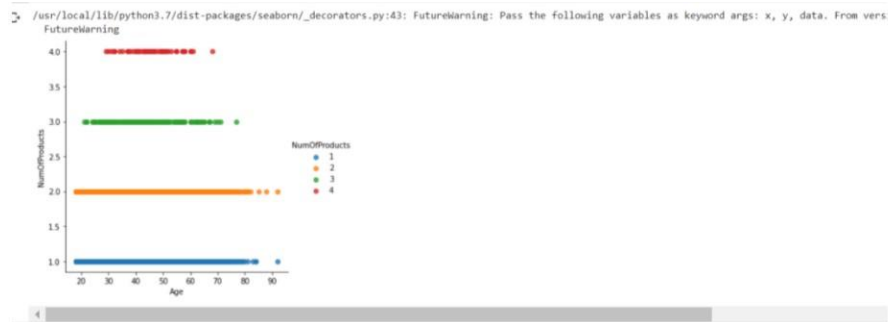 /usr/local/lib/python3.7/dist-packages/seaborn/_decorators.py:43: FutureWarning: Pass the following variables as keyword args: x, y, data. From vers
FutureWarning
4.0
3.5
3.0
2.5
2.0
1.5
1.0
NumOfProducts
20 30 40 50 60 70 80 90
Age
NumOfProducts
1
2
3
4